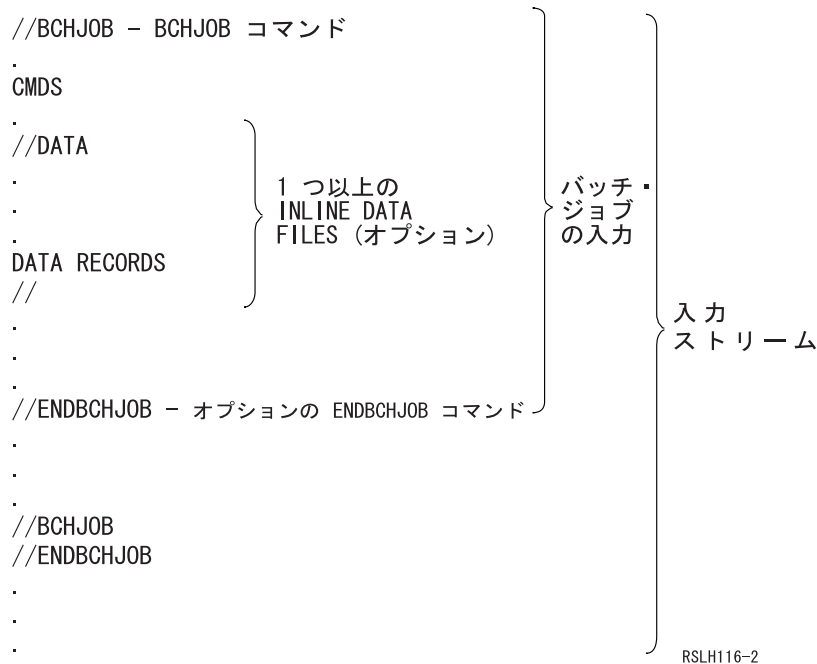 //BCHJOB - BCHJOB コマンド
.
CMDS
.
//DATA
.
.
.
DATA RECORDS
//
.
.
.
//ENDBCHJOB - オプションの ENDBCHJOB コマンド
.
.
.
//BCHJOB
//ENDBCHJOB
.
.
.
1 つ以上の
INLINE DATA
FILES (オプション)
バッチ・
ジョブ
の入力
入力
ストリーム
RSLH116-2